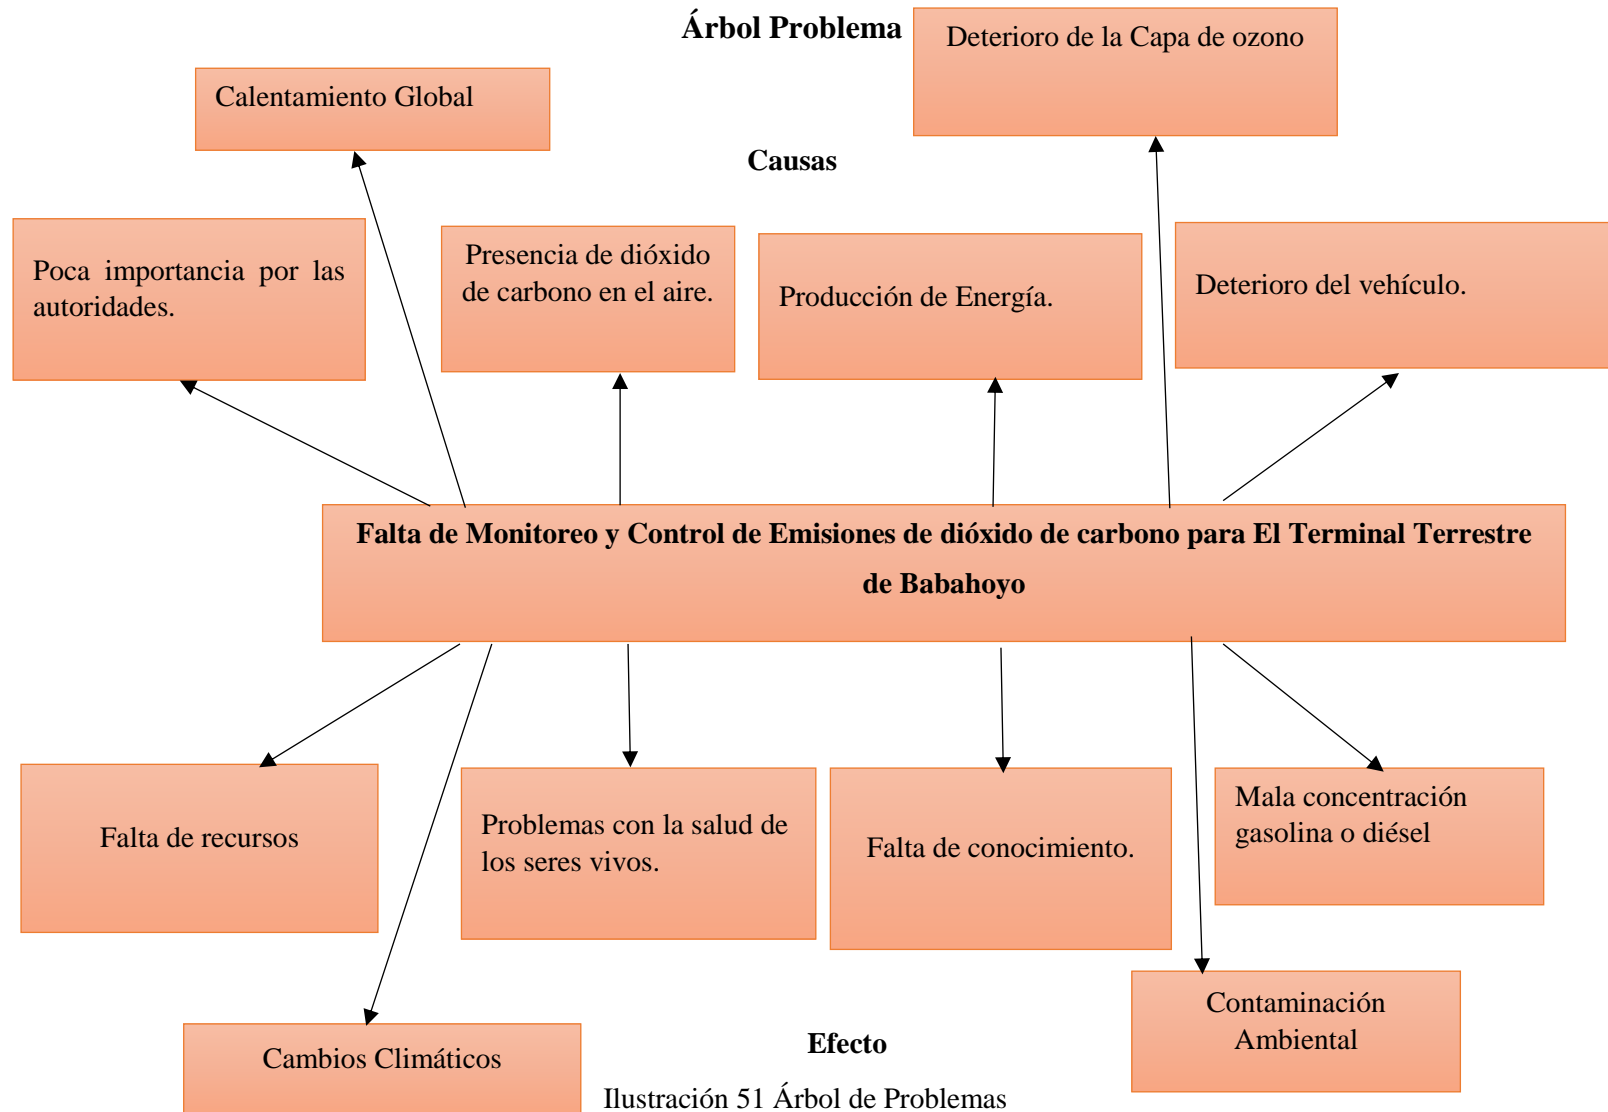 Árbol Problema
Deterioro de la Capa de ozono
Calentamiento Global
Causas
Poca importancia por las
autoridades.
Presencia de dióxido
de carbono en el aire.
Producción de Energía.
Deterioro del vehículo.
Falta de Monitoreo y Control de Emisiones de dióxido de carbono para El Terminal Terrestre
de Babahoyo
Falta de recursos
Problemas con la salud de
los seres vivos.
Falta de conocimiento.
Mala concentración
gasolina o diésel
Cambios Climáticos
Efecto
Contaminación
Ambiental
Ilustración 51 Árbol de Problemas